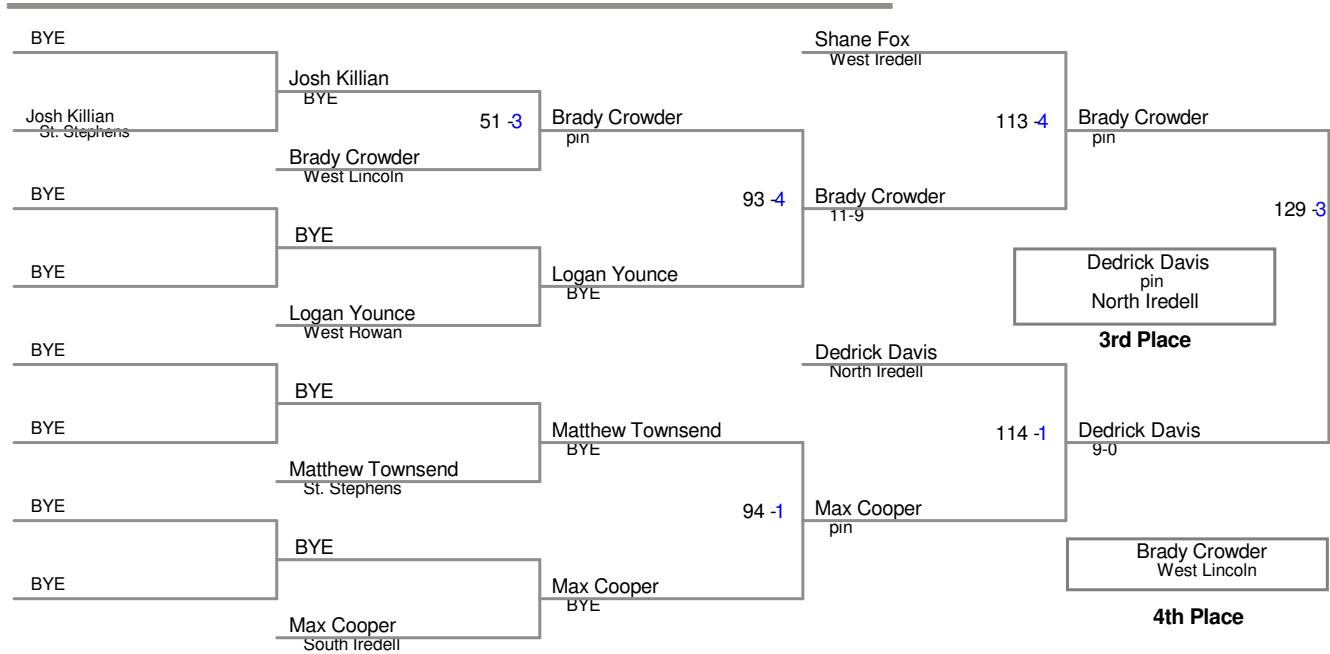 BYE
Shane Fox
West Iredell
Josh Killian
BYE
Josh Killian
St. Stephens
51 -3
Brady Crowder
pin
113 -4
Brady Crowder
pin
Brady Crowder
West Lincoln
BYE
93 -4
Brady Crowder
11-9
129 -3
BYE
BYE
Logan Younce
BYE
Dedrick Davis
pin
North Iredell
Logan Younce
West Rowan
3rd Place
BYE
Dedrick Davis
North Iredell
BYE
BYE
Matthew Townsend
BYE
114 -1
Dedrick Davis
9-0
Matthew Townsend
St. Stephens
BYE
94 -1
Max Cooper
pin
BYE
Brady Crowder
West Lincoln
BYE
Max Cooper
BYE
4th Place
Max Cooper
South Iredell